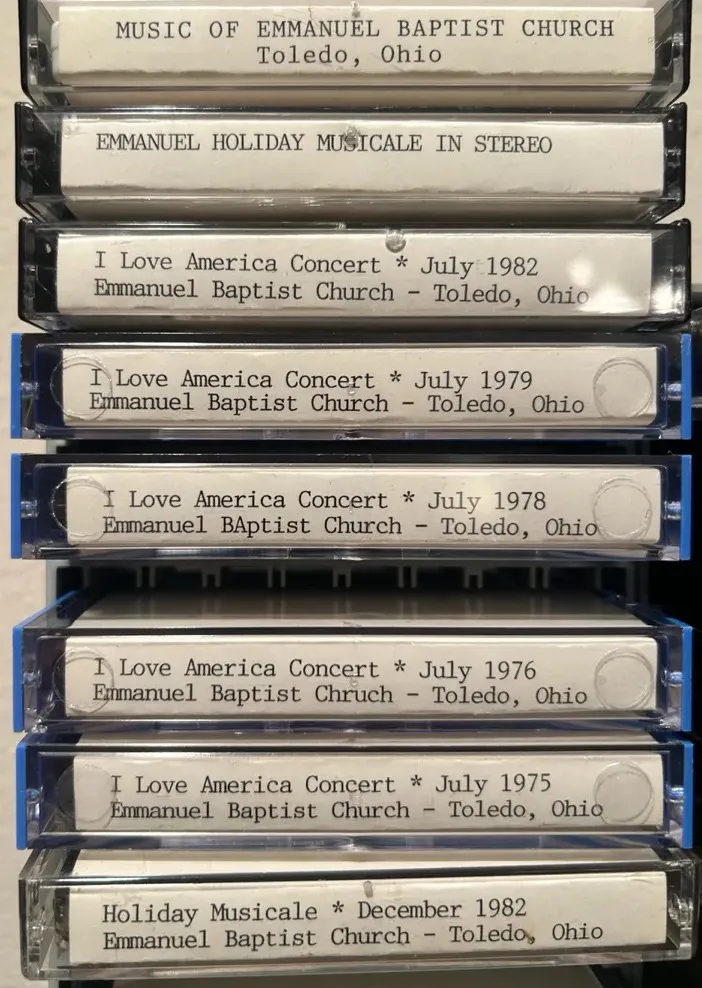 MUSIC OF EMMANUEL BAPTIST CHURCH
Toledo, Ohio
EMMANUEL HOLIDAY MUSICALE IN STEREO
I Love America Concert * July 1982
Emmanuel Baptist Church - Toledo, Ohio
I Love America Concert * July 1979
Emmanuel Baptist Church - Toledo, Ohio
I Love America Concert * July 1978
Emmanuel BAptist Church - Toledo, Ohio
I Love America Concert * July 1976
Emmanuel Baptist Chruch - Toledo, Ohio
I Love America Concert * July 1975
Emmanuel Baptist Church - Toledo, Ohio
Holiday Musicale * December 1982
Emmanuel Baptist Church - Toledo, Ohio